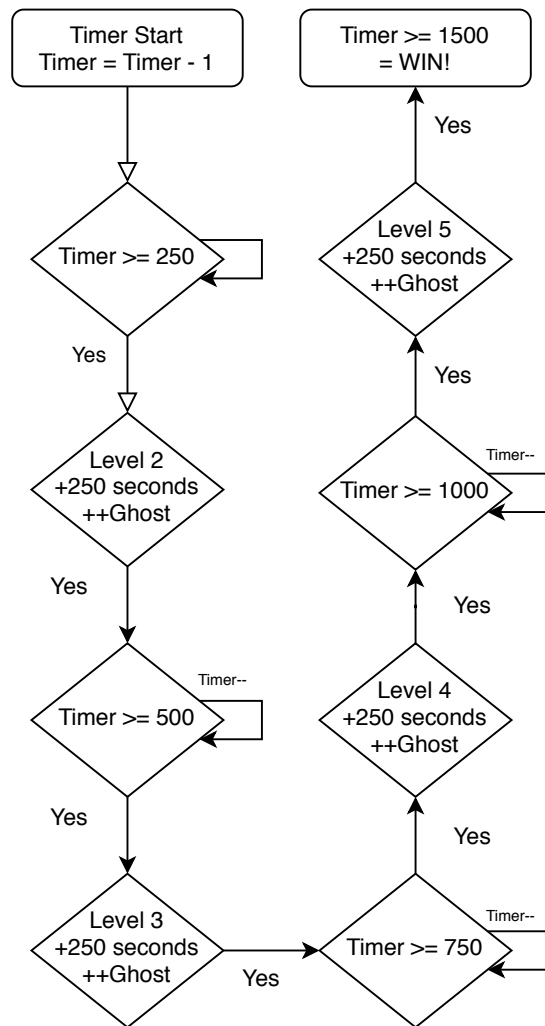 Timer Start
Timer = Timer - 1
Timer >= 250
Yes
Level 2
+250 seconds
++Ghost
Yes
Timer--
Timer >= 500
Yes
Level 3
+250 seconds
++Ghost
Yes
Timer--
Timer >= 750
Yes
Level 4
+250 seconds
++Ghost
Yes
Timer--
Timer >= 1000
Yes
Level 5
+250 seconds
++Ghost
Yes
Timer >= 1500
= WIN!